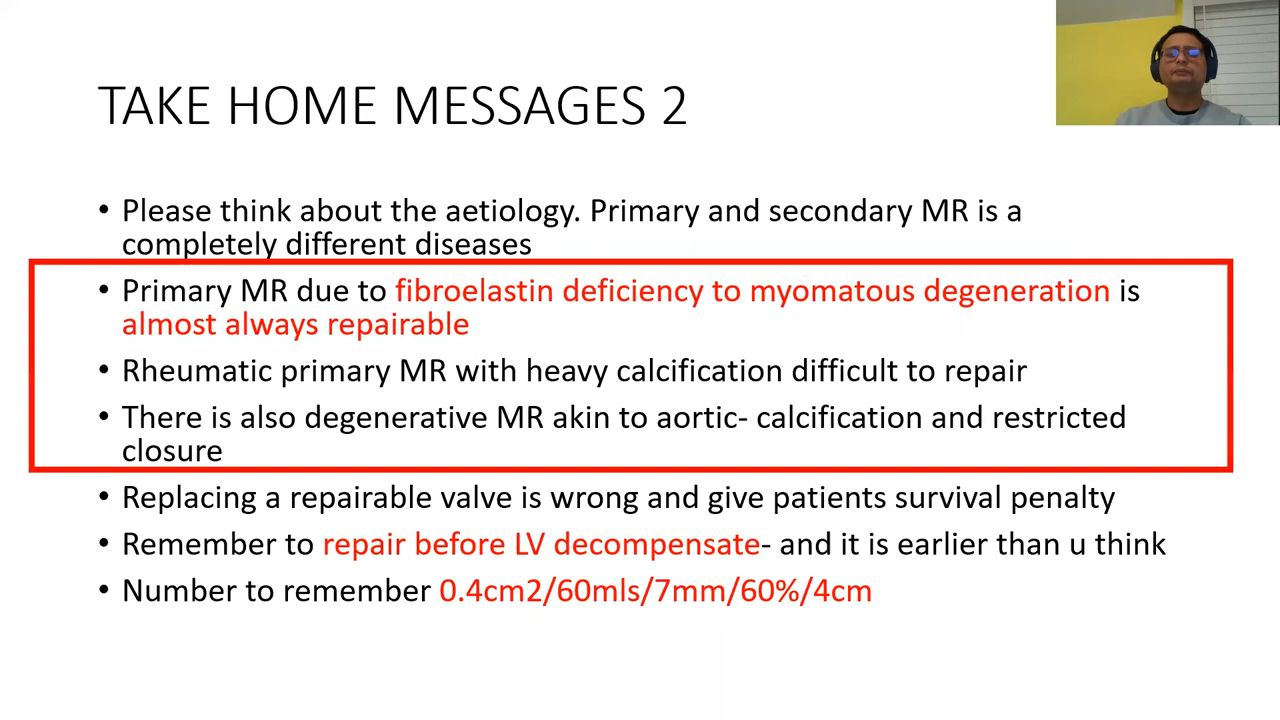 TAKE HOME MESSAGES 2
• Please think about the aetiology. Primary and secondary MR is a
completely different diseases
• Primary MR due to fibroelastin deficiency to myomatous degeneration is
almost always repairable
• Rheumatic primary MR with heavy calcification difficult to repair
• There is also degenerative MR akin to aortic- calcification and restricted
closure
• Replacing a repairable valve is wrong and give patients survival penalty
• Remember to repair before LV decompensate- and it is earlier than u think
• Number to remember 0.4cm2/60mls/7mm/60%/4cm